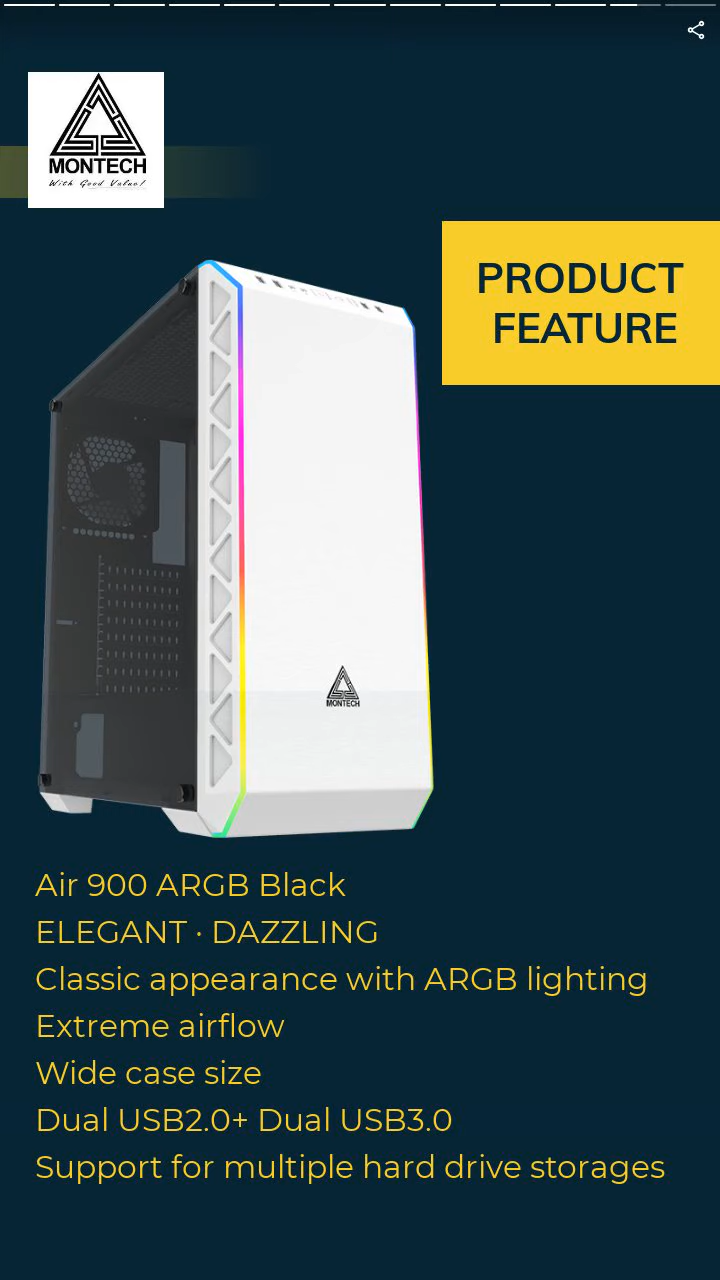 MONTECH
With Good Value!
PRODUCT
FEATURE
MONTECH
Air 900 ARGB Black
ELEGANT · DAZZLING
Classic appearance with ARGB lighting
Extreme airflow
Wide case size
Dual USB2.0+ Dual USB3.0
Support for multiple hard drive storages